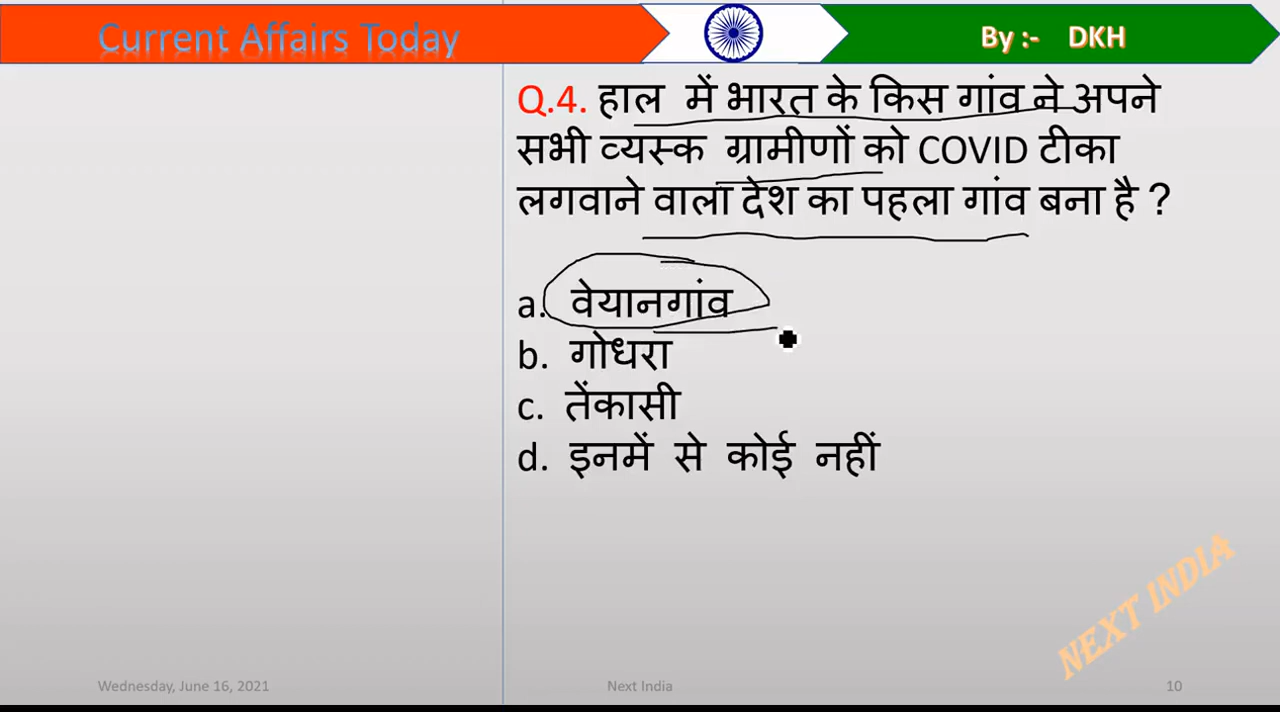 Current Affairs Today
By :- DKH
Q.4. हाल में भारत के किस गांव ने अपने
सभी व्यस्क ग्रामीणों को COVID टीका
लगवाने वाला देश का पहला गांव बना है ?
a. वेयानगांव
b. गोधरा
c. तेंकासी
d. इनमें से कोई नहीं
NEXT INDIA
Wednesday, June 16, 2021
Next India
10